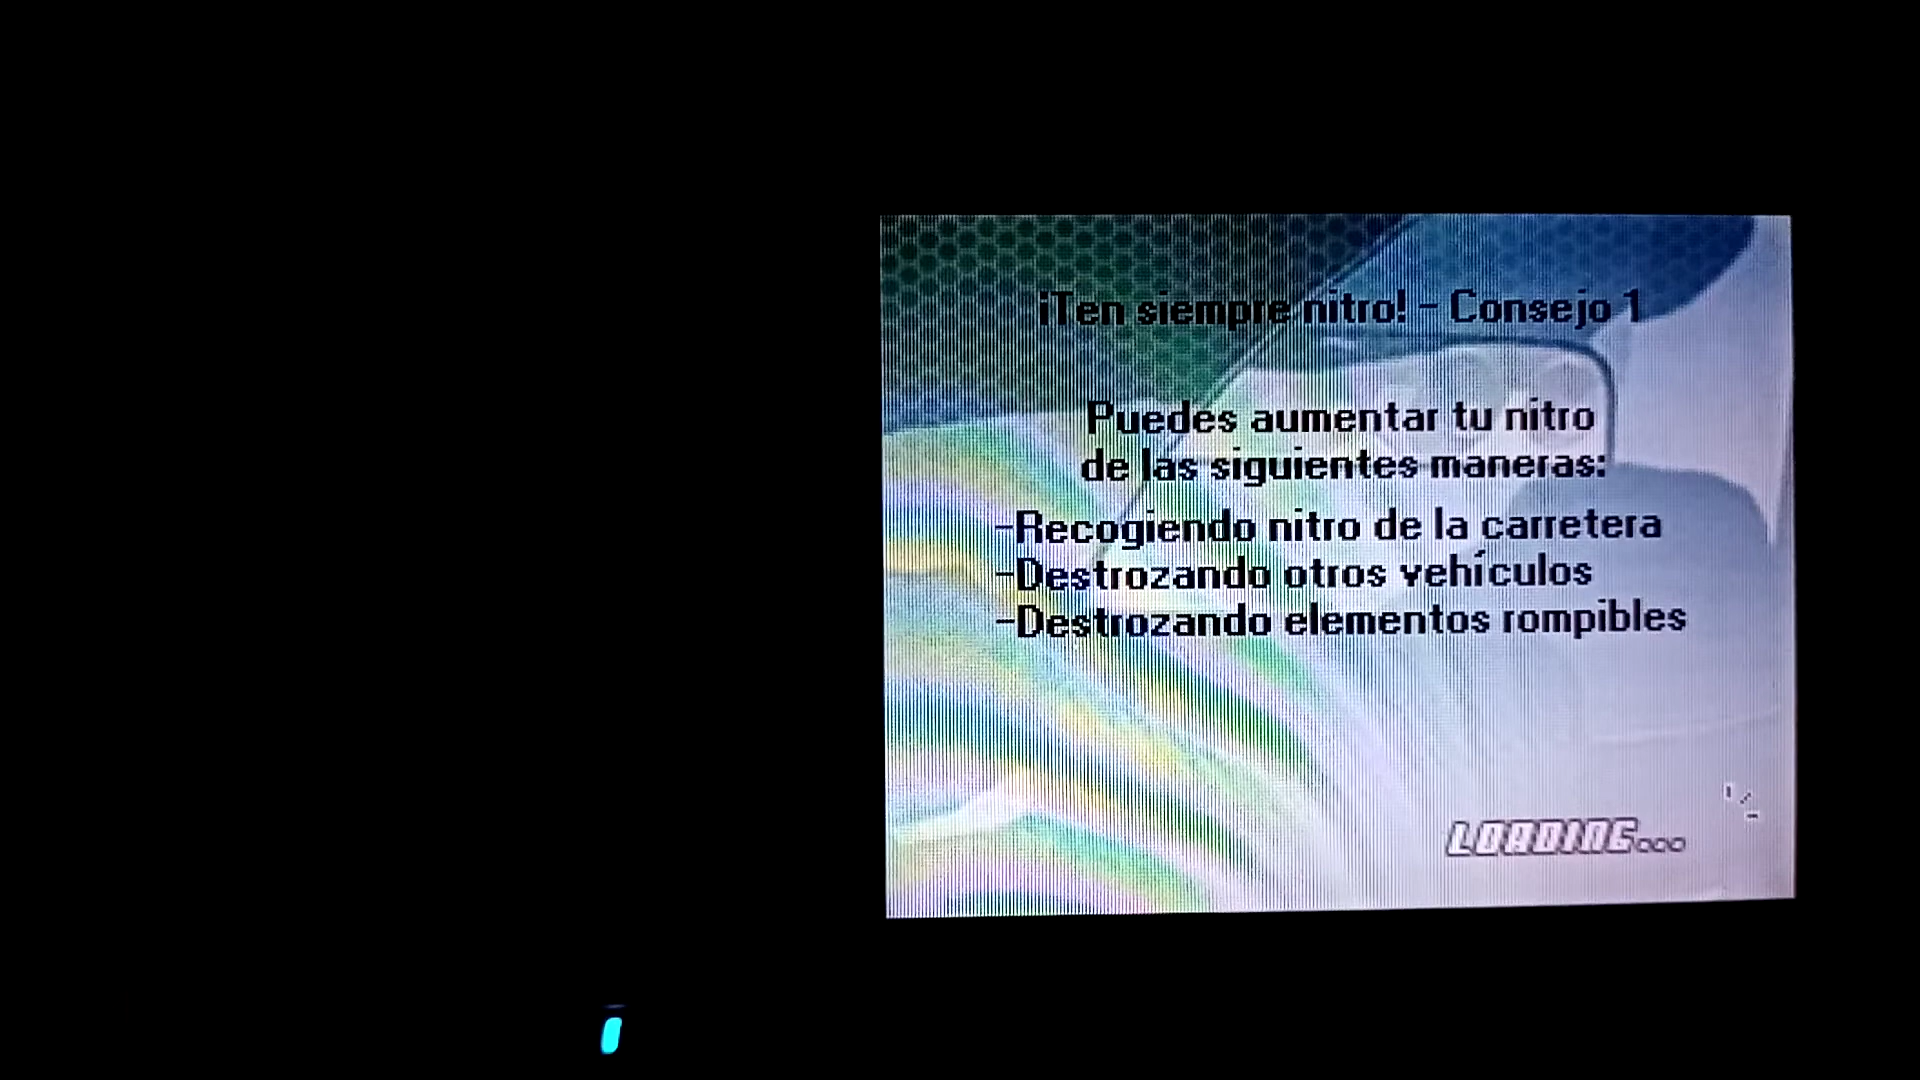 ¡Ten siempre nitro! - Consejo 1
Puedes aumentar tu nitro
de las siguientes maneras:
-Recogiendo nitro de la carretera
-Destrozando otros vehículos
-Destrozando elementos rompibles
LOADING...